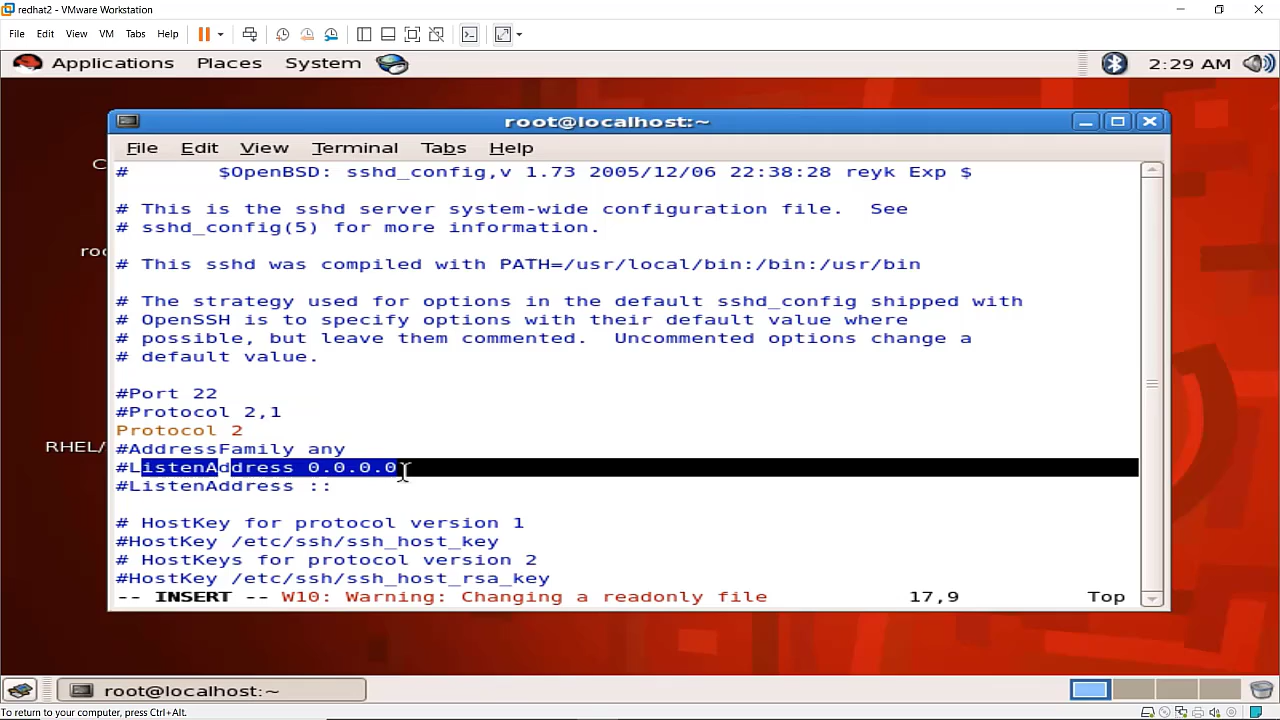 redhat2 - VMware Workstation
File Edit View VM Tabs Help
Applications Places System 2:29 AM
root@localhost:~
File Edit View Terminal Tabs Help
# $OpenBSD: sshd_config,v 1.73 2005/12/06 22:38:28 reyk Exp $
# This is the sshd server system-wide configuration file. See
# sshd_config(5) for more information.
# This sshd was compiled with PATH=/usr/local/bin:/bin:/usr/bin
# The strategy used for options in the default sshd_config shipped with
# OpenSSH is to specify options with their default value where
# possible, but leave them commented. Uncommented options change a
# default value.
#Port 22
#Protocol 2,1
Protocol 2
#AddressFamily any
#ListenAddress 0.0.0.0
#ListenAddress ::
# HostKey for protocol version 1
#HostKey /etc/ssh/ssh_host_key
# HostKeys for protocol version 2
#HostKey /etc/ssh/ssh_host_rsa_key
-- INSERT -- W10: Warning: Changing a readonly file 17,9 Top
C
roo
RHEL/
root@localhost:~
To return to your computer, press Ctrl+Alt.